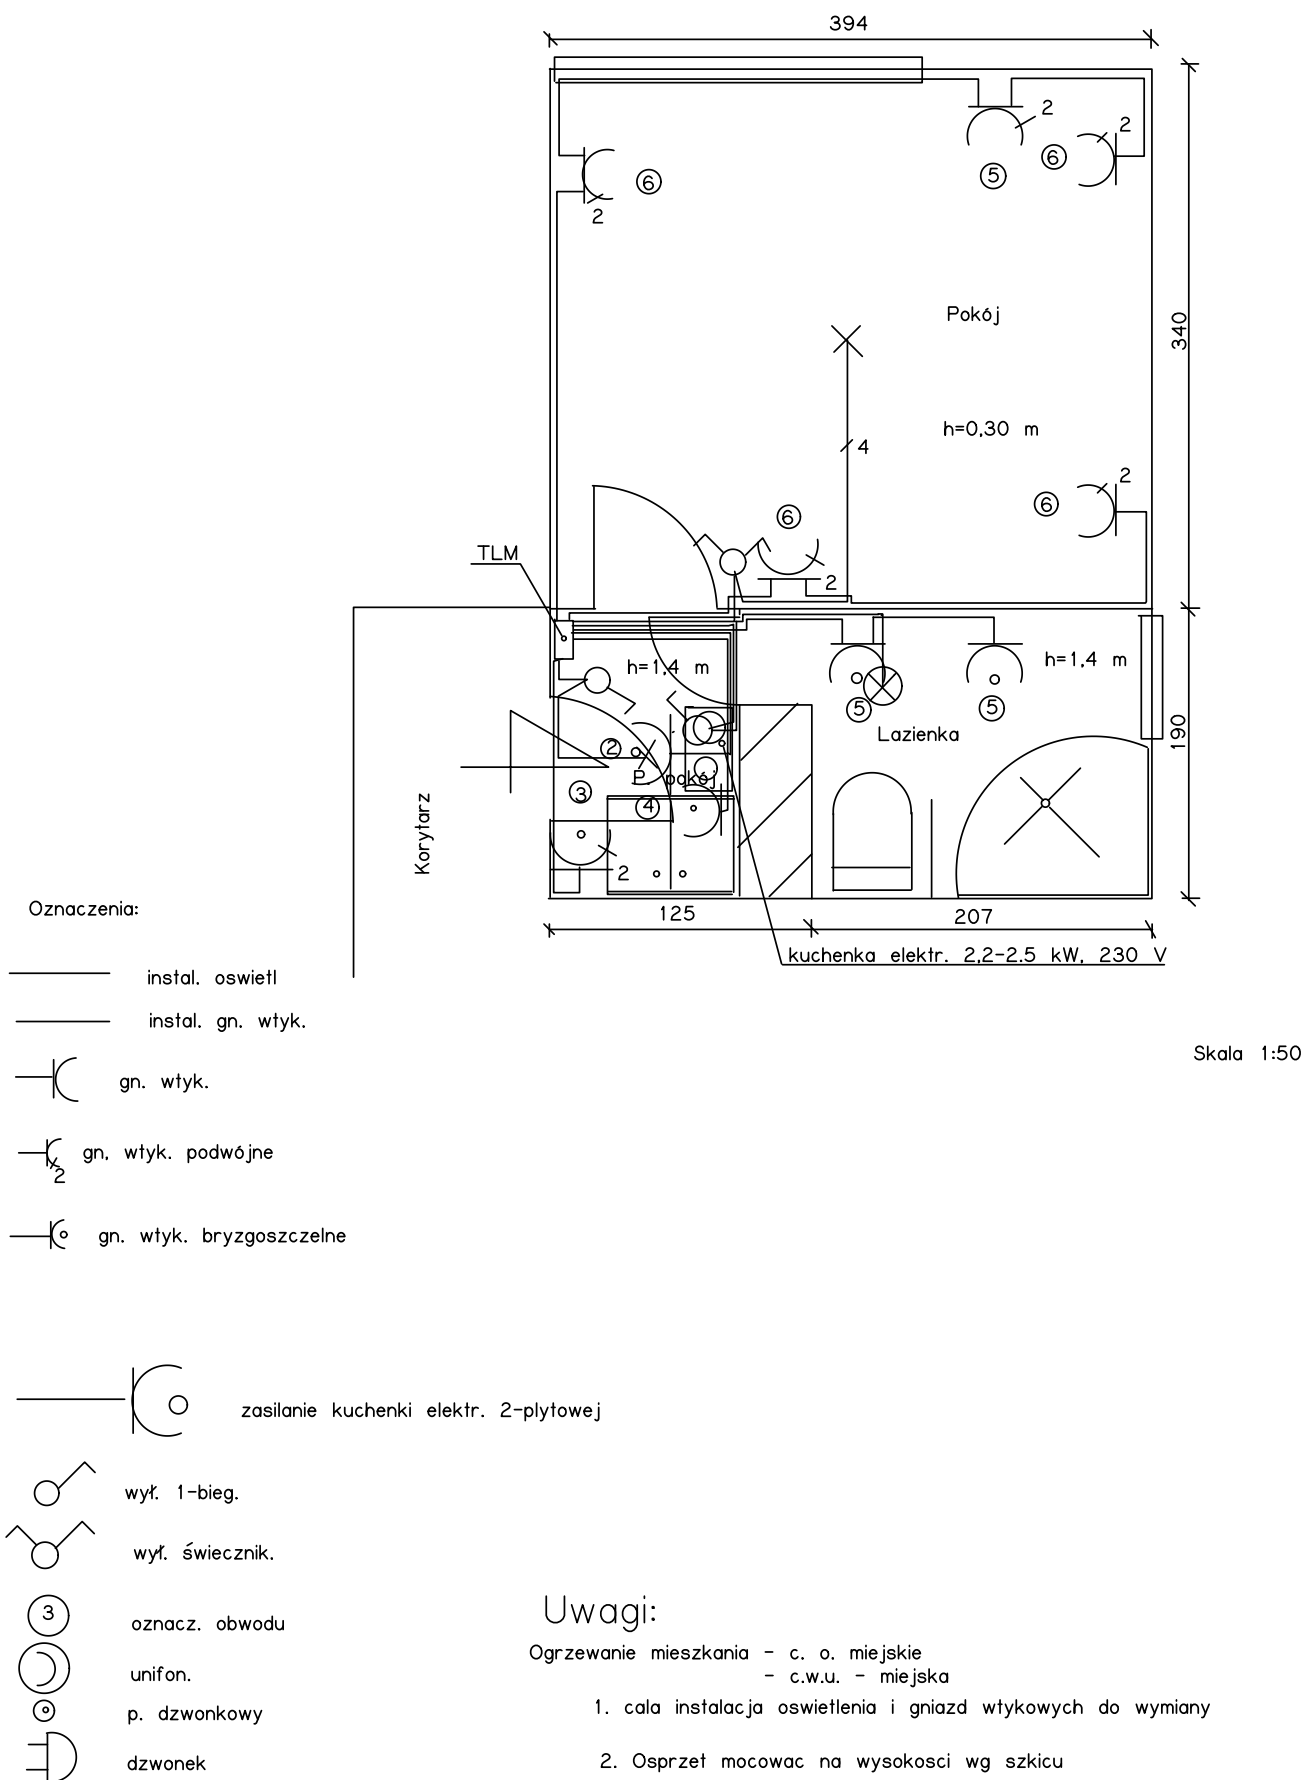 394
2
2
6
5
6
2
Pokój
340
h=0,30 m
4
2
6
6
TLM
2
h=1,4 m
h=1,4 m
5
5
190
Lazienka
2
P. pokój
3
4
Korytarz
2
125
207
kuchenka elektr. 2,2-2.5 kW, 230 V
Skala 1:50
Oznaczenia:
instal. oswietl
instal. gn. wtyk.
gn. wtyk.
gn. wtyk. podwójne
2
gn. wtyk. bryzgoszczelne
zasilanie kuchenki elektr. 2-plytowej
wył. 1-bieg.
wył. świecznik.
3
oznacz. obwodu
unifon.
p. dzwonkowy
dzwonek
Uwagi:
Ogrzewanie mieszkania - c. o. miejskie
- c.w.u. - miejska
1. cala instalacja oswietlenia i gniazd wtykowych do wymiany
2. Osprzet mocowac na wysokosci wg szkicu